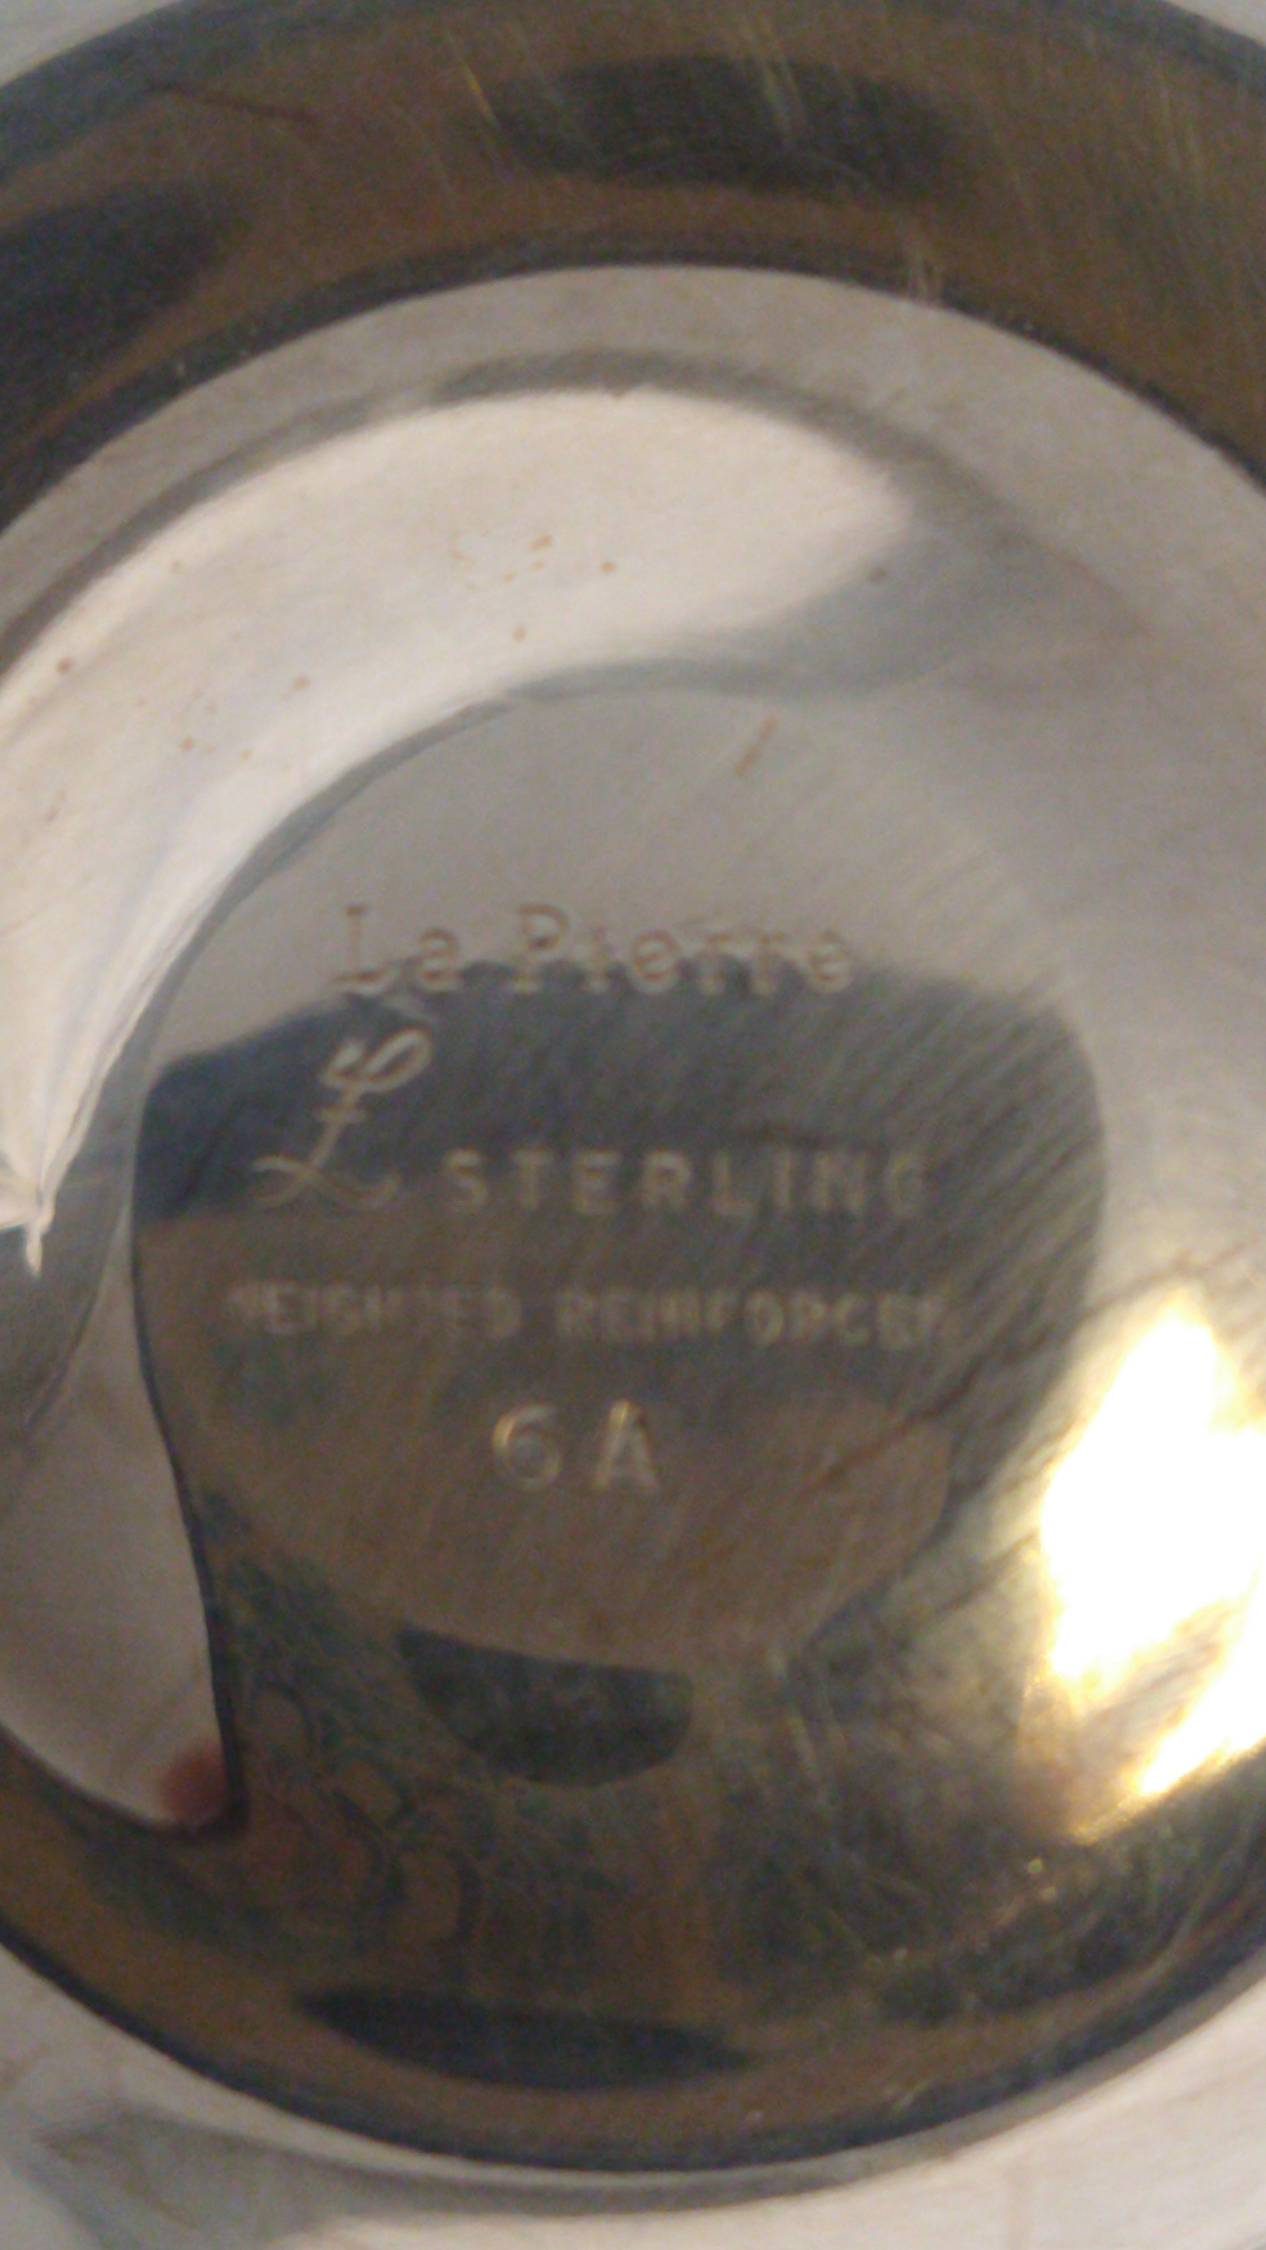 La Pierre
L STERLING
WEIGHTED REINFORCED
6A